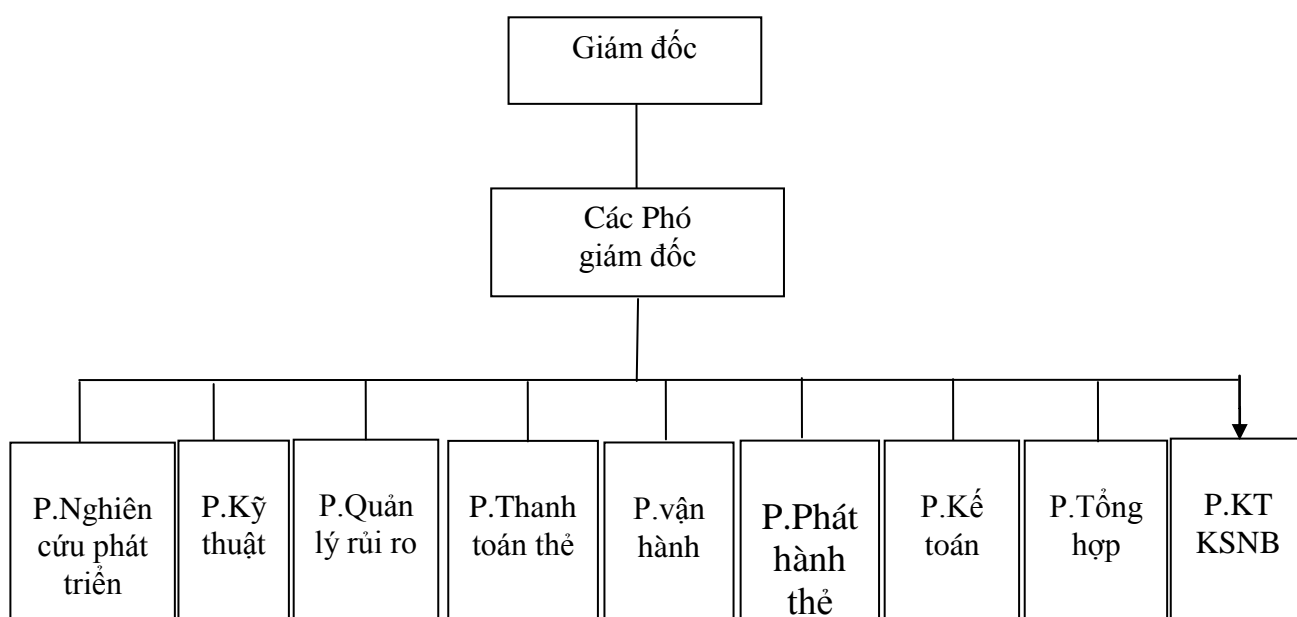 Giám đốc
Các Phó
giám đốc
P.Nghiên
cứu phát
triển
P.Kỹ
thuật
P.Quản
lý rủi ro
P.Thanh
toán thẻ
P.vận
hành
P.Phát
hành
thẻ
P.Kế
toán
P.Tổng
hợp
P.KT
KSNB